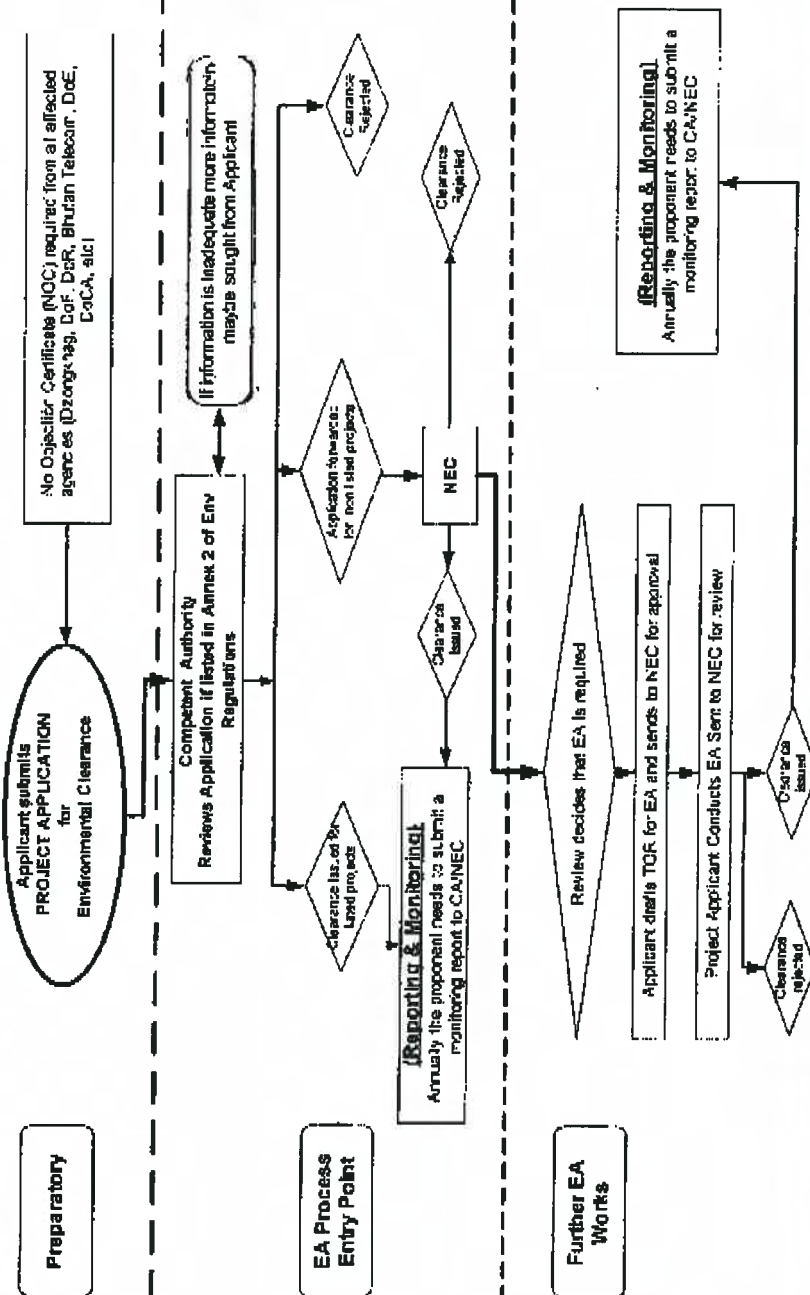 Preparatory
Applicant submits
PROJECT APPLICATION
for
Environmental Clearance
No Objection Certificate (NOC) required from all affected
agencies (Dzongkhag, DoF, DoR, Bhutan Telecom, DoE,
DoCA, etc)
EA Process
Entry Point
Competent Authority
Reviews Application if listed in Annex 2 of Env
Regulations
If information is inadequate more information
maybe sought from Applicant
Clearance issued for
Listed projects
Application forwarded
for non listed projects
Clearance
Rejected
(Reporting & Monitoring)
Annually the proponent needs to submit a
monitoring report to CA/NEC
Clearance
issued
NEC
Clearance
Rejected
Further EA
Works
Review decides that EA is required
Applicant drafts TOR for EA and sends to NEC for approval
Project Applicant Conducts EA Sent to NEC for review
Clearance
rejected
Clearance
issued
(Reporting & Monitoring)
Annually the proponent needs to submit a
monitoring report to CA/NEC